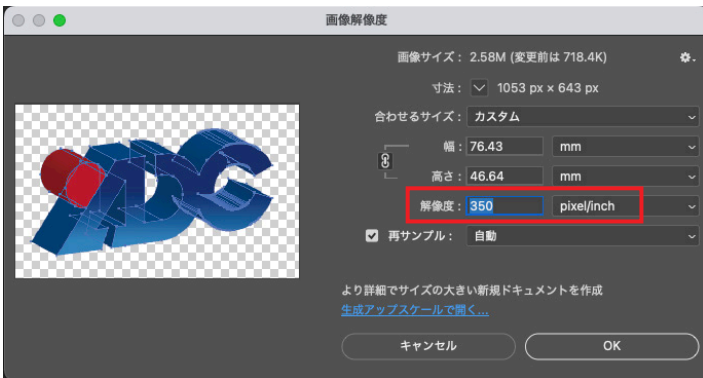 画像解像度
画像サイズ： 2.58M (変更前は 718.4K)
寸法： 1053 px × 643 px
合わせるサイズ： カスタム
幅： 76.43 mm
高さ： 46.64 mm
解像度： 350 pixel/inch
再サンプル： 自動
より詳細でサイズの大きい新規ドキュメントを作成
生成アップスケールで開く...
キャンセル OK
ADC